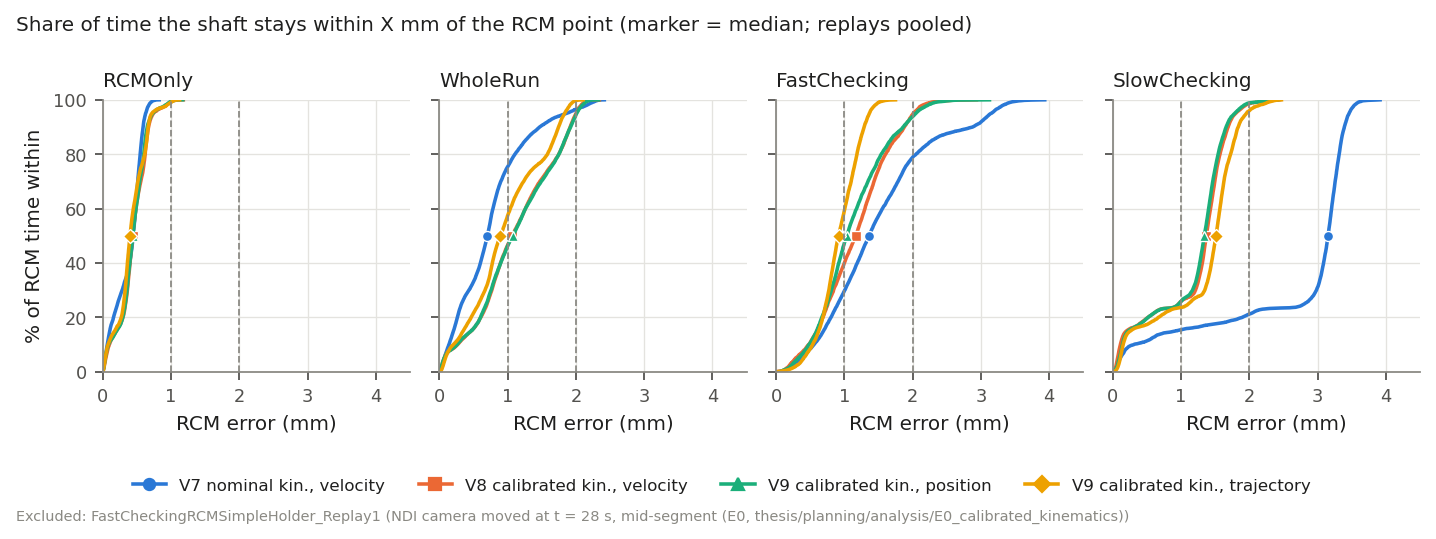 Share of time the shaft stays within X mm of the RCM point (marker = median; replays pooled)
RCMOnly
WholeRun
FastChecking
SlowChecking
% of RCM time within
100
80
60
40
20
0
0 1 2 3 4
0 1 2 3 4
0 1 2 3 4
0 1 2 3 4
RCM error (mm)
RCM error (mm)
RCM error (mm)
RCM error (mm)
V7 nominal kin., velocity
V8 calibrated kin., velocity
V9 calibrated kin., position
V9 calibrated kin., trajectory
Excluded: FastCheckingRCMSimpleHolder_Replay1 (NDI camera moved at t = 28 s, mid-segment (E0, thesis/planning/analysis/E0_calibrated_kinematics))